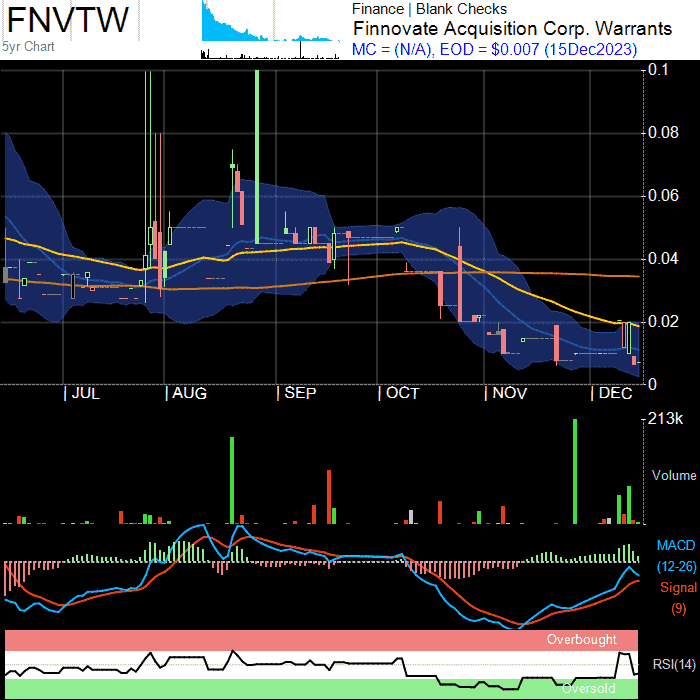 FNVTW
5yr Chart
Finance | Blank Checks
Finnovate Acquisition Corp. Warrants
MC = (N/A), EOD = $0.007 (15Dec2023)
0.1
0.08
0.06
0.04
0.02
0
| JUL | AUG | SEP | OCT | NOV | DEC
213k
Volume
MACD
(12-26)
Signal
(9)
Overbought
RSI(14)
Oversold